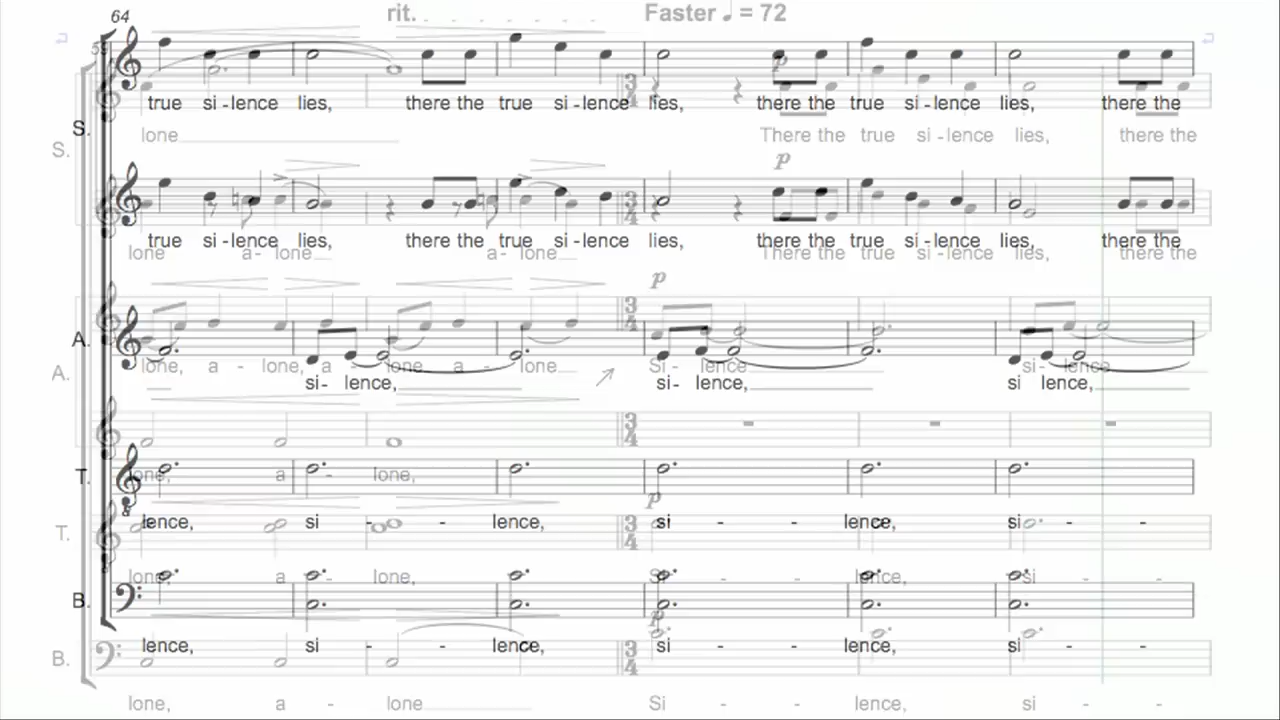 64
rit. Faster ♩ = 72
59
p
S. true si - lence lies, there the true si - lence lies, there the true si - lence lies, there the
S. lone There the true si - lence lies, there the
p
true si - lence lies, there the true si - lence lies, there the true si - lence lies, there the
lone a - lone a - lone There the true si - lence lies, there the
p
A. lone, a - lone, a - lone a - lone Si - lence si - lence
A. si - lence, si - lence, si lence,
T. lone, a - lone,
p
lence, si - - lence, si - - lence, si - -
T. lone, a - lone, Si - - lence, si - -
p
B. lence, si - - lence, si - - lence, si - -
B. lone, a - lone Si - - lence, si - -